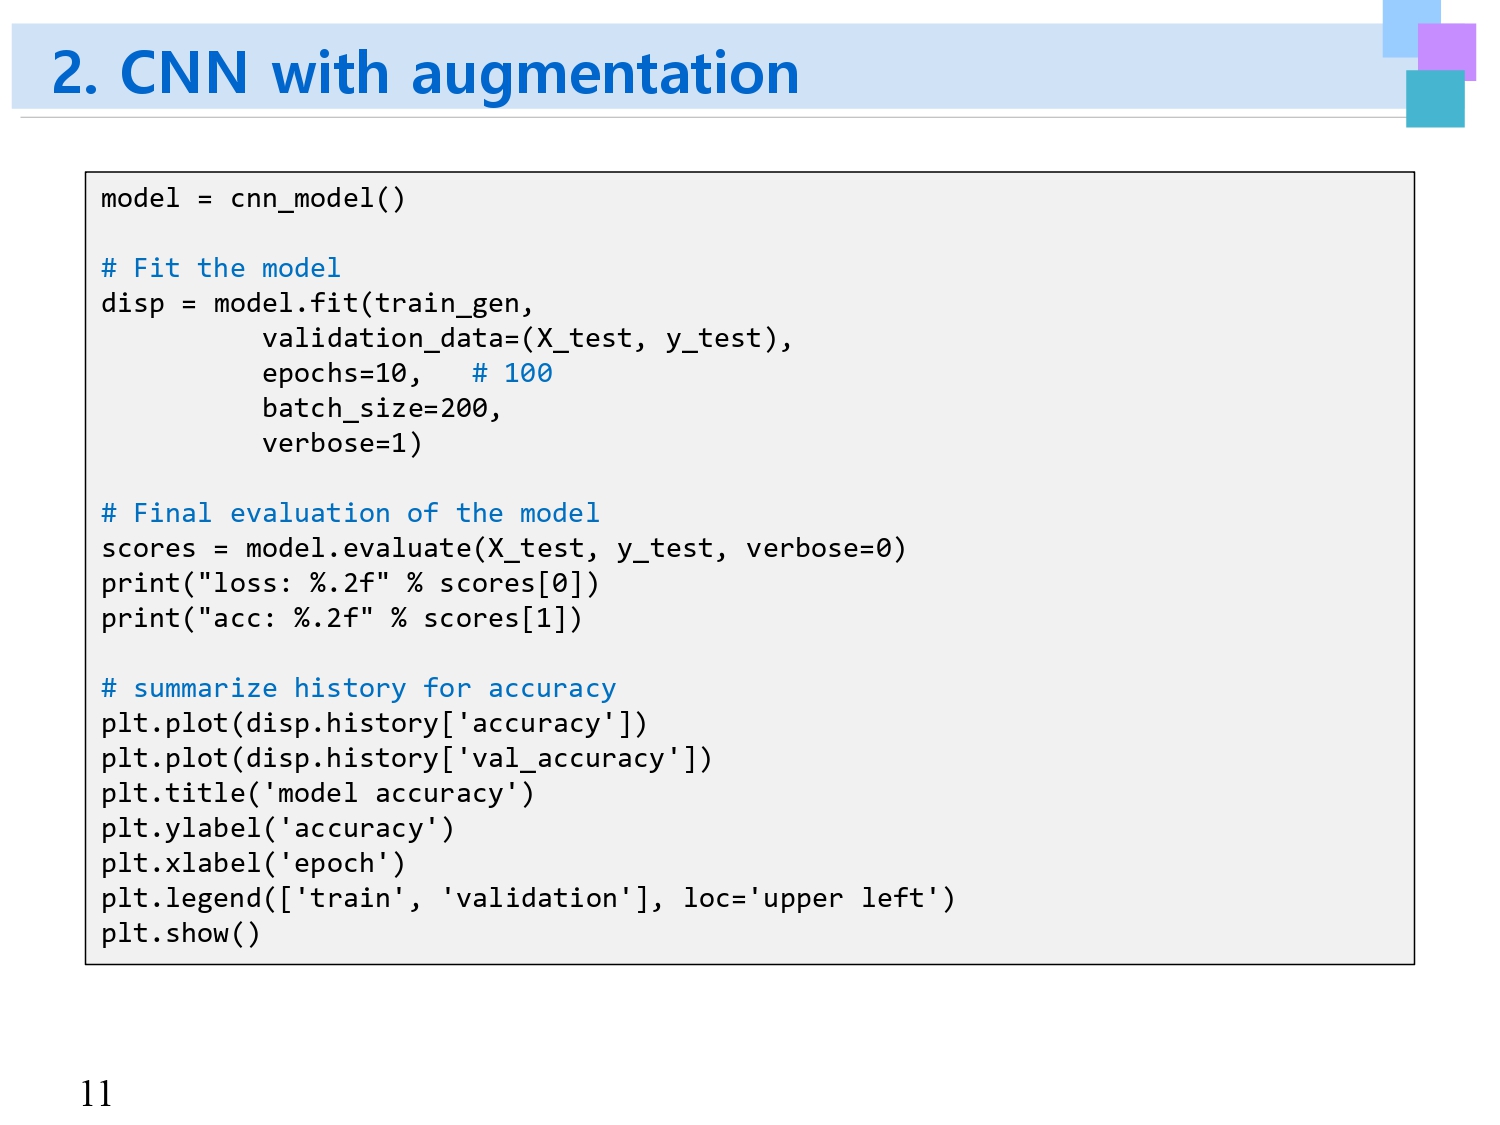 2. CNN with augmentation
model = cnn_model()
# Fit the model
disp = model.fit(train_gen,
          validation_data=(X_test, y_test),
          epochs=10,   # 100
          batch_size=200,
          verbose=1)
# Final evaluation of the model
scores = model.evaluate(X_test, y_test, verbose=0)
print("loss: %.2f" % scores[0])
print("acc: %.2f" % scores[1])
# summarize history for accuracy
plt.plot(disp.history['accuracy'])
plt.plot(disp.history['val_accuracy'])
plt.title('model accuracy')
plt.ylabel('accuracy')
plt.xlabel('epoch')
plt.legend(['train', 'validation'], loc='upper left')
plt.show()
11